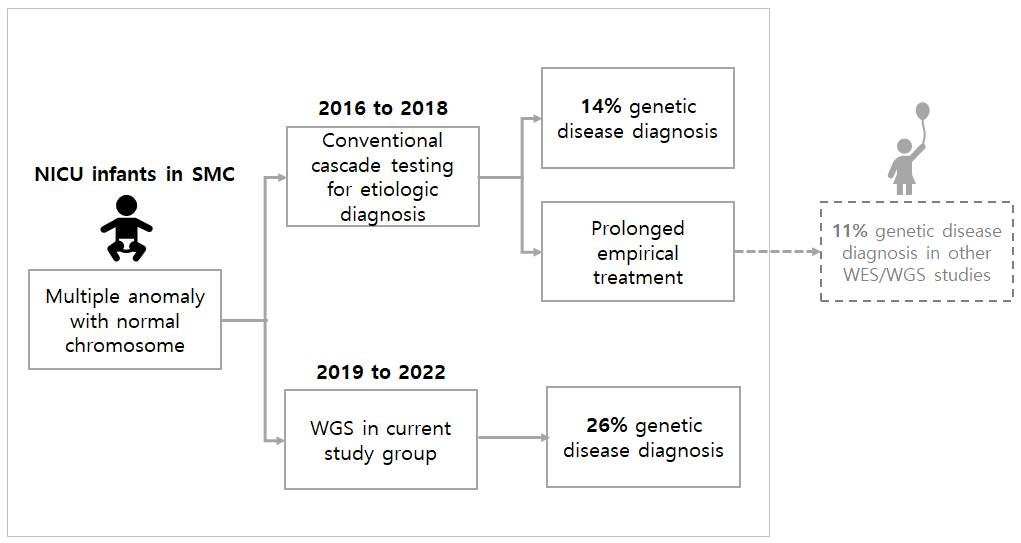 NICU infants in SMC
Multiple anomaly
with normal
chromosome
2016 to 2018
Conventional
cascade testing
for etiologic
diagnosis
14% genetic
disease diagnosis
Prolonged
empirical
treatment
11% genetic disease
diagnosis in other
WES/WGS studies
2019 to 2022
WGS in current
study group
26% genetic
disease diagnosis